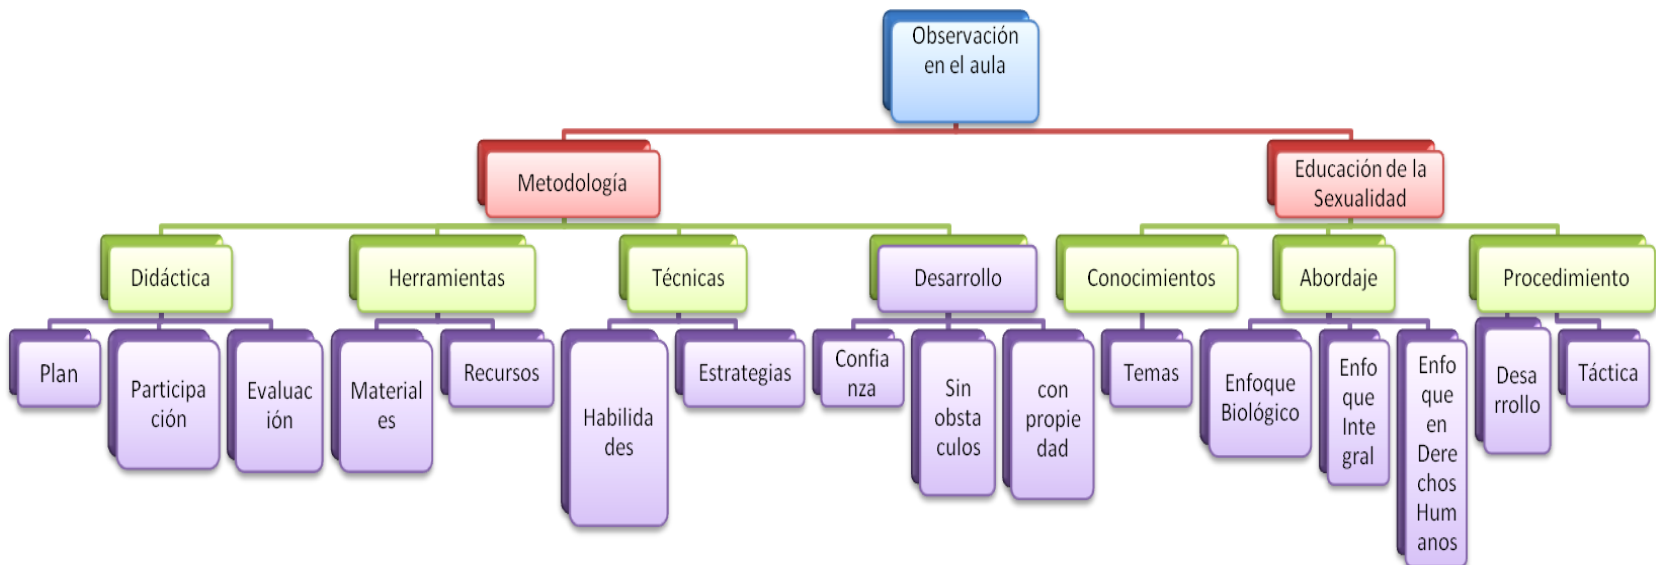 Observación
en el aula
Metodología
Educación de la
Sexualidad
Didáctica
Herramientas
Técnicas
Desarrollo
Conocimientos
Abordaje
Procedimiento
Plan
Participa
ción
Evaluac
ión
Material
es
Recursos
Habilida
des
Estrategias
Confia
nza
Sin
obsta
culos
con
propie
dad
Temas
Enfoque
Biológico
Enfo
que
Inte
gral
Enfo
que
en
Dere
chos
Hum
anos
Desa
rrollo
Táctica